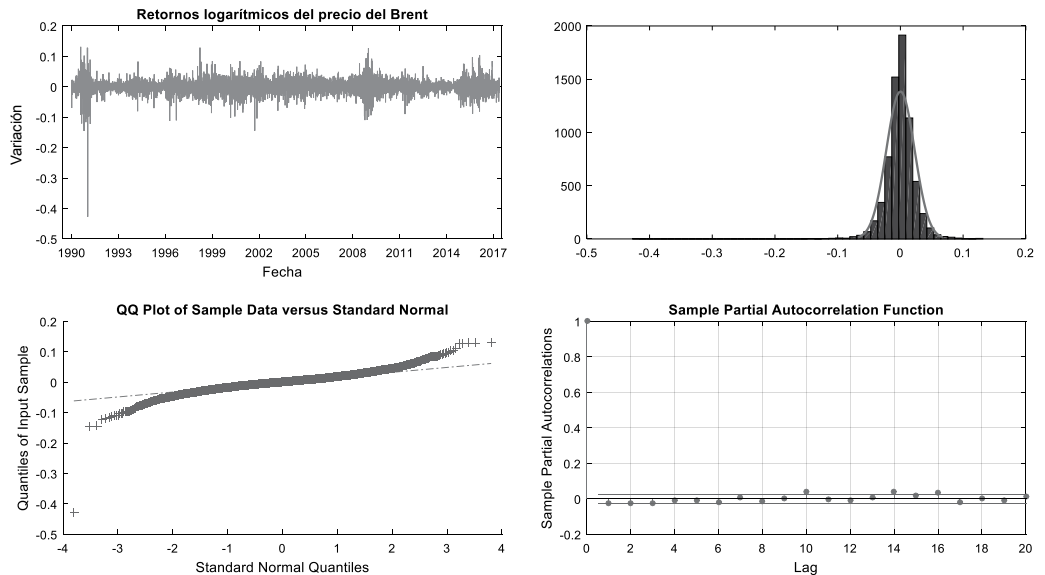 Retornos logarítmicos del precio del Brent
0.2
0.1
0
-0.1
-0.2
-0.3
-0.4
-0.5
Variación
1990 1993 1996 1999 2002 2005 2008 2011 2014 2017
Fecha
2000
1500
1000
500
0
-0.5 -0.4 -0.3 -0.2 -0.1 0 0.1 0.2
QQ Plot of Sample Data versus Standard Normal
0.2
0.1
0
-0.1
-0.2
-0.3
-0.4
-0.5
Quantiles of Input Sample
-4 -3 -2 -1 0 1 2 3 4
Standard Normal Quantiles
Sample Partial Autocorrelation Function
1
0.8
0.6
0.4
0.2
0
-0.2
Sample Partial Autocorrelations
0 2 4 6 8 10 12 14 16 18 20
Lag